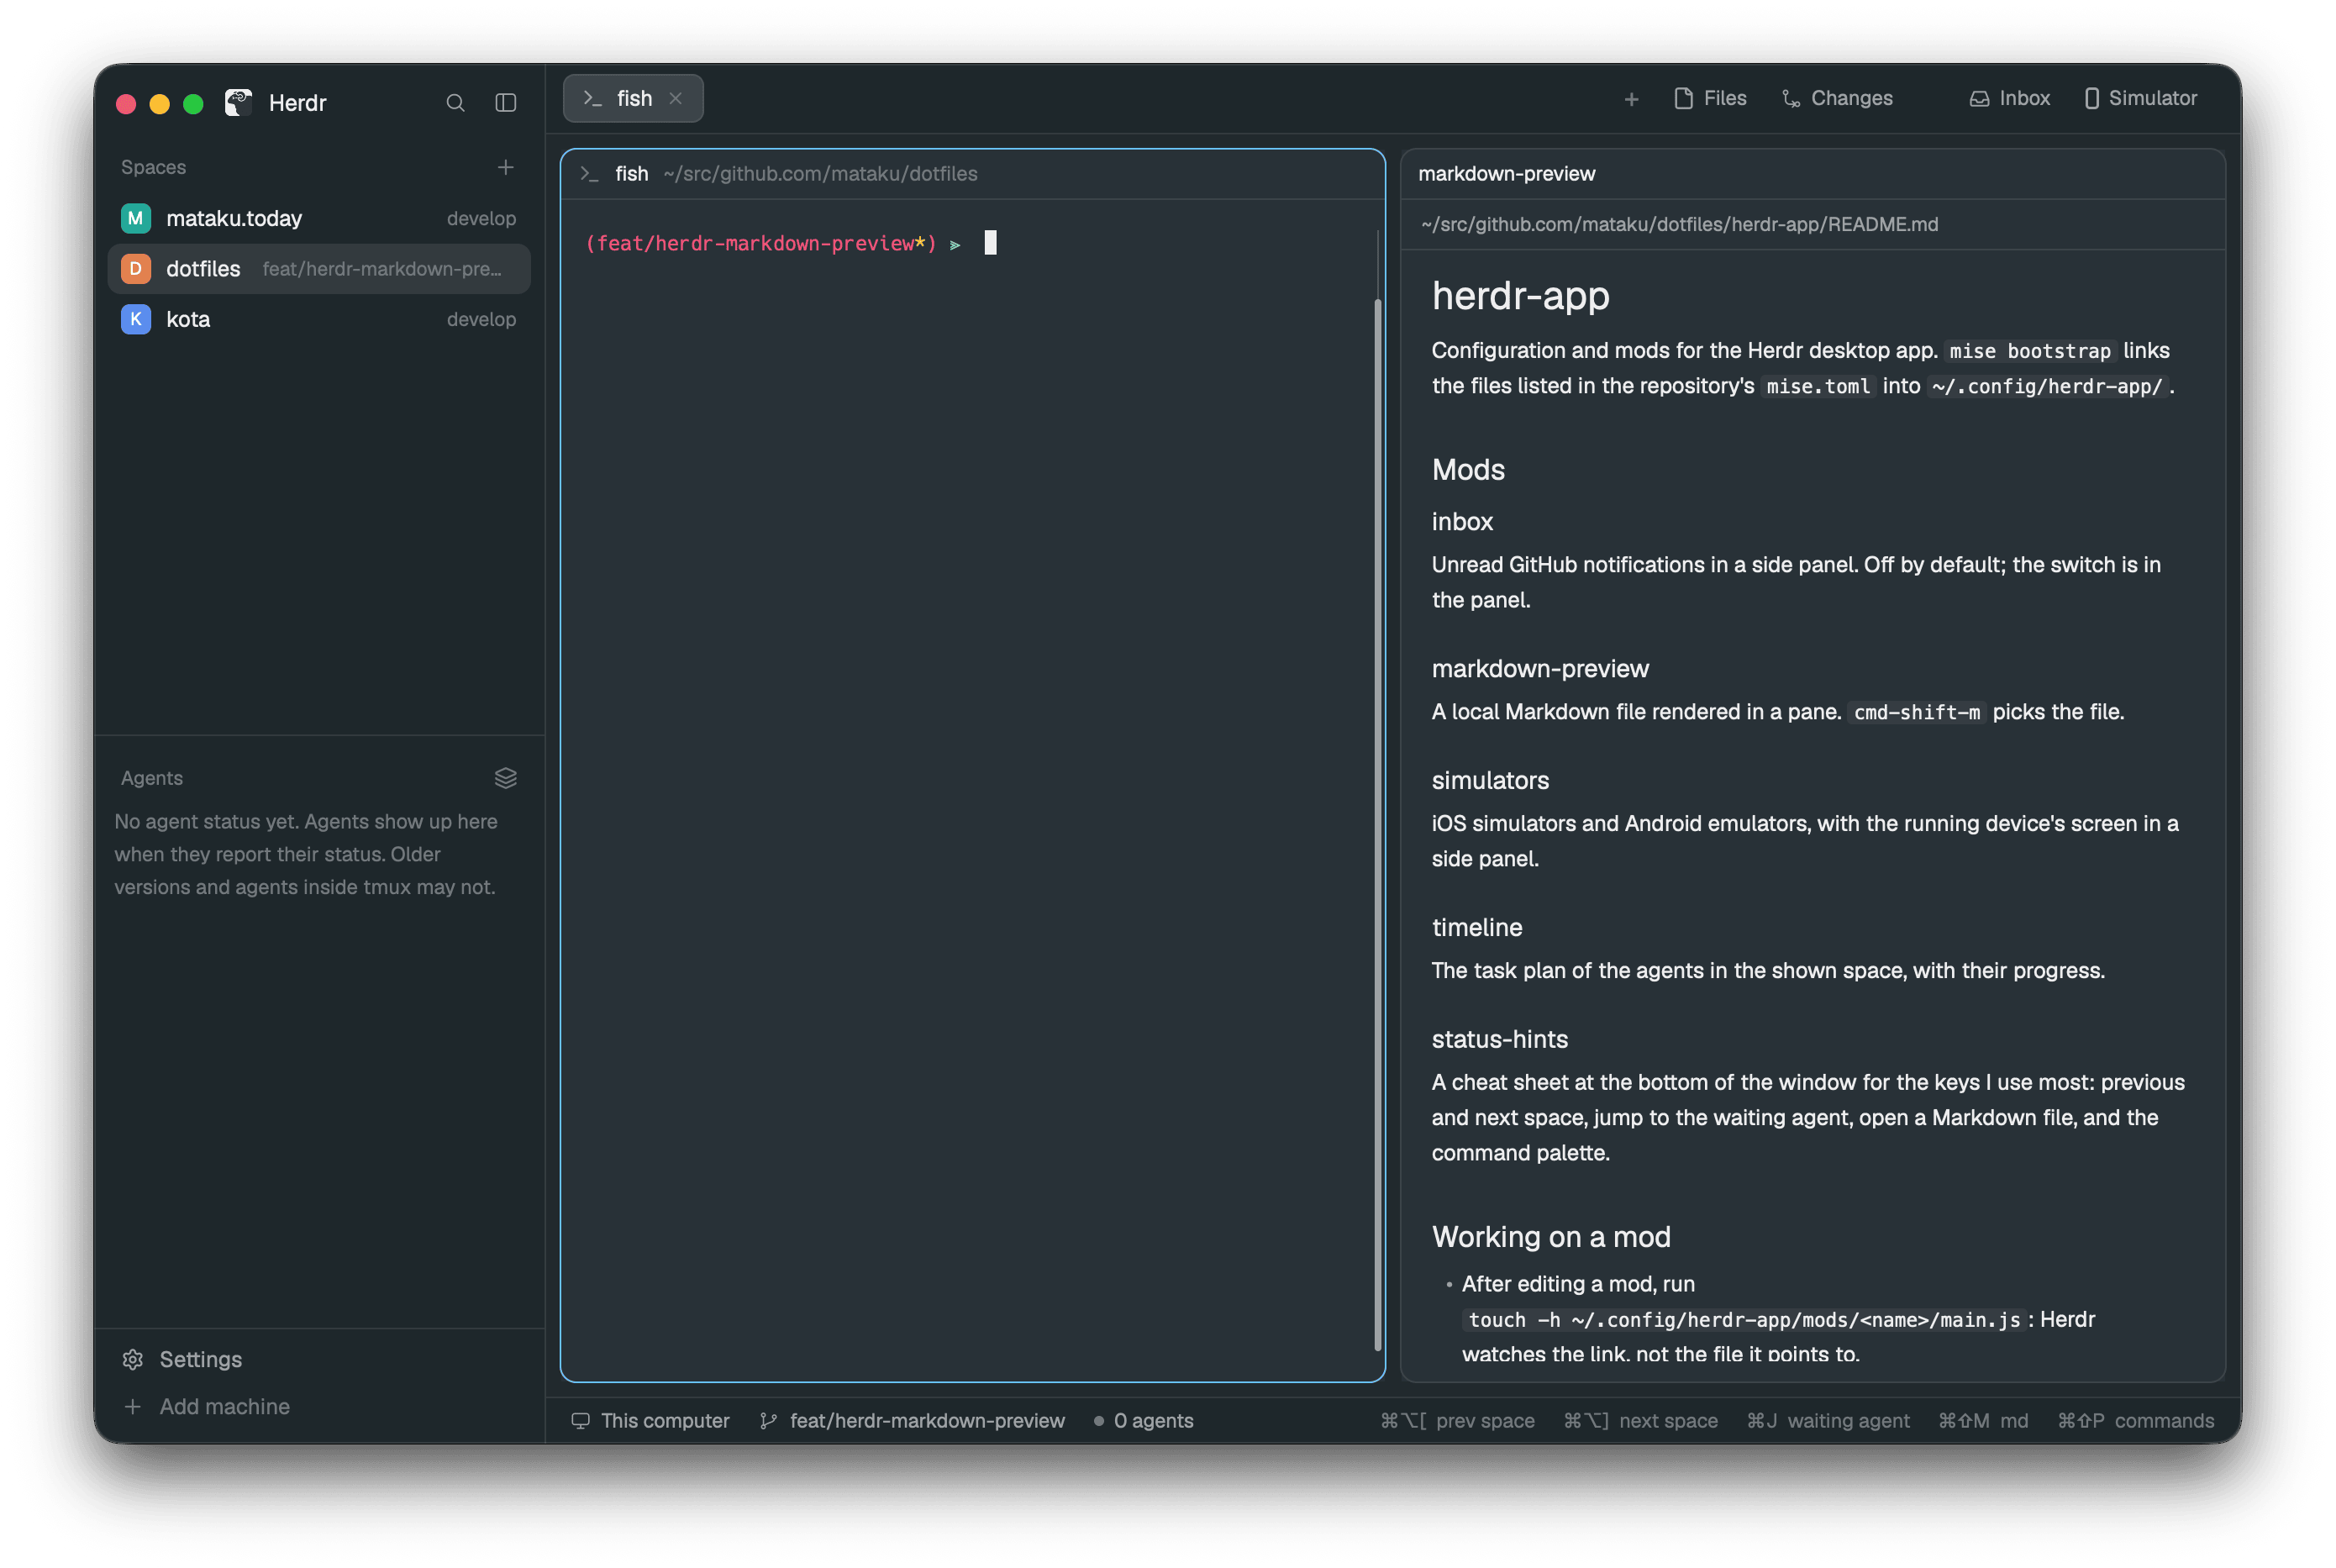 Herdr
Spaces
M mataku.today develop
D dotfiles feat/herdr-markdown-pre...
K kota develop
Agents
No agent status yet. Agents show up here
when they report their status. Older
versions and agents inside tmux may not.
Settings
+ Add machine
>_ fish ×
+ Files Changes Inbox Simulator
>_ fish ~/src/github.com/mataku/dotfiles
(feat/herdr-markdown-preview*) ⪢
markdown-preview
~/src/github.com/mataku/dotfiles/herdr-app/README.md
herdr-app
Configuration and mods for the Herdr desktop app. mise bootstrap links
the files listed in the repository's mise.toml into ~/.config/herdr-app/ .
Mods
inbox
Unread GitHub notifications in a side panel. Off by default; the switch is in
the panel.
markdown-preview
A local Markdown file rendered in a pane. cmd-shift-m picks the file.
simulators
iOS simulators and Android emulators, with the running device's screen in a
side panel.
timeline
The task plan of the agents in the shown space, with their progress.
status-hints
A cheat sheet at the bottom of the window for the keys I use most: previous
and next space, jump to the waiting agent, open a Markdown file, and the
command palette.
Working on a mod
• After editing a mod, run
touch -h ~/.config/herdr-app/mods/<name>/main.js : Herdr
watches the link, not the file it points to.
This computer feat/herdr-markdown-preview ● 0 agents
⌘⌥[ prev space ⌘⌥] next space ⌘J waiting agent ⌘⇧M md ⌘⇧P commands